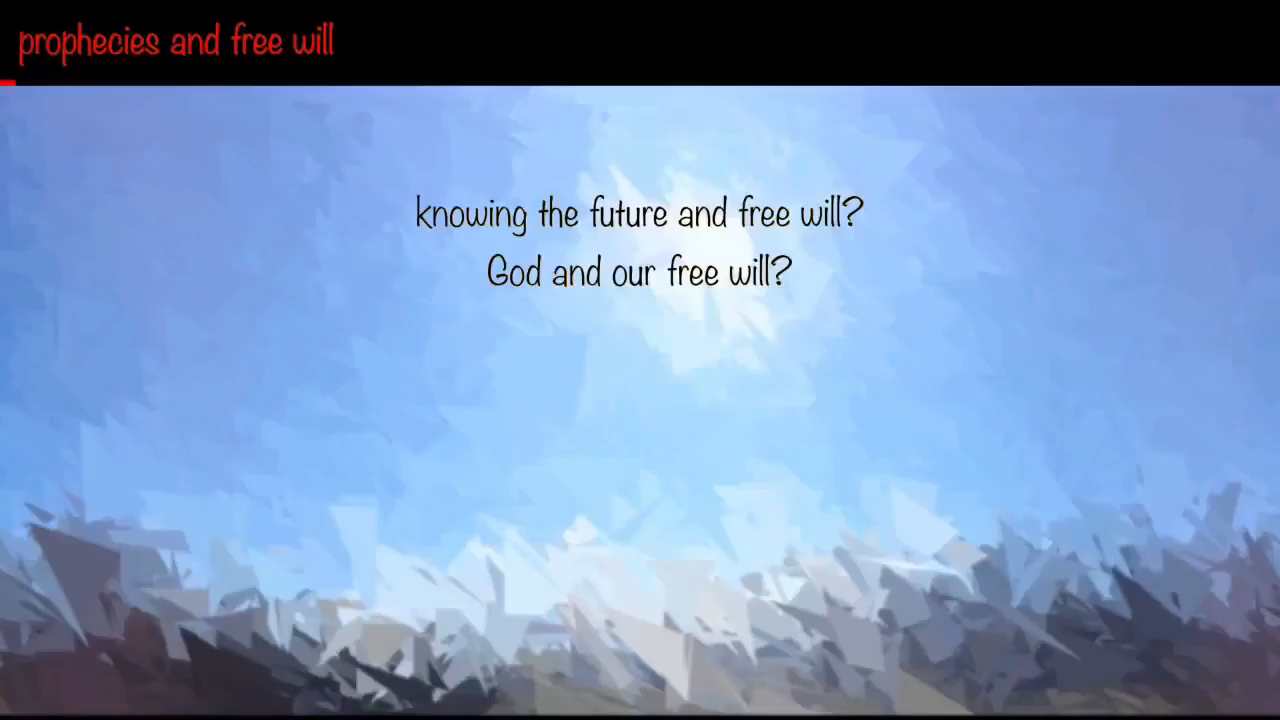 prophecies and free will
knowing the future and free will?
God and our free will?